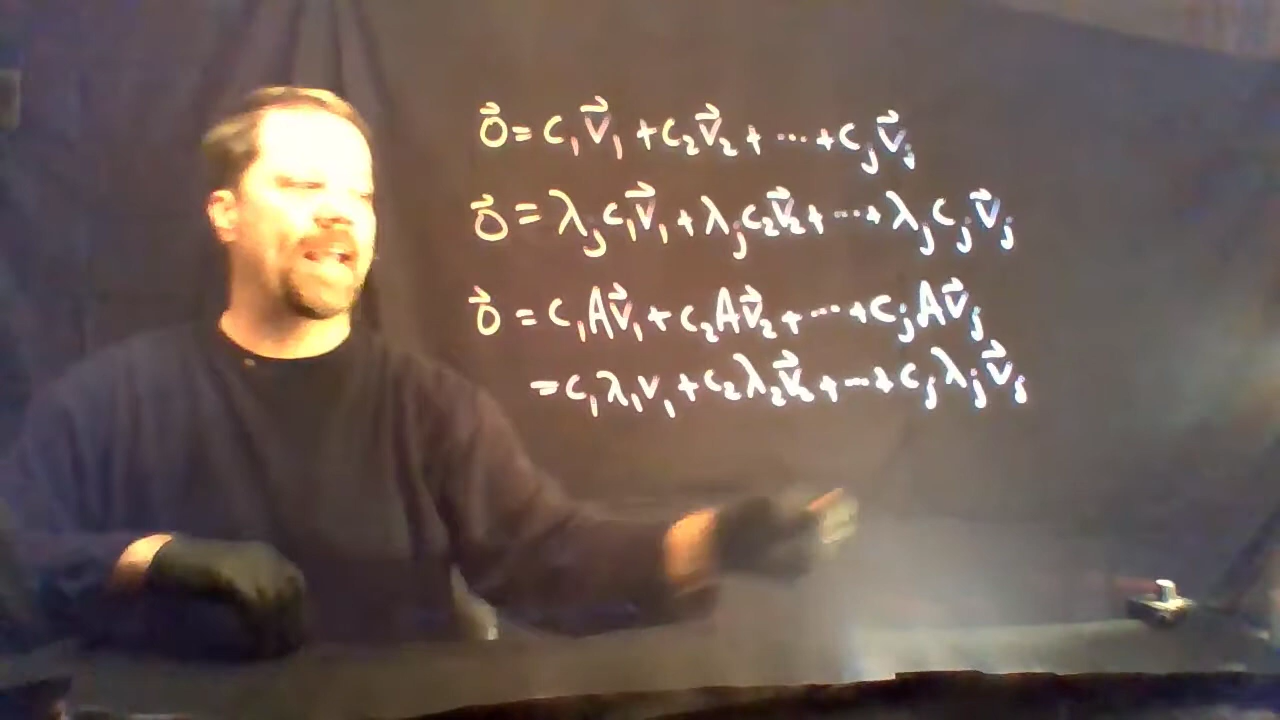 0⃗ = c₁v⃗₁ + c₂v⃗₂ + ⋯ + cⱼv⃗ⱼ
0⃗ = λⱼc₁v⃗₁ + λⱼc₂v⃗₂ + ⋯ + λⱼcⱼv⃗ⱼ
0⃗ = c₁Av⃗₁ + c₂Av⃗₂ + ⋯ + cⱼAv⃗ⱼ
= c₁λ₁v₁ + c₂λ₂v⃗₂ + ⋯ + cⱼλⱼv⃗ⱼ